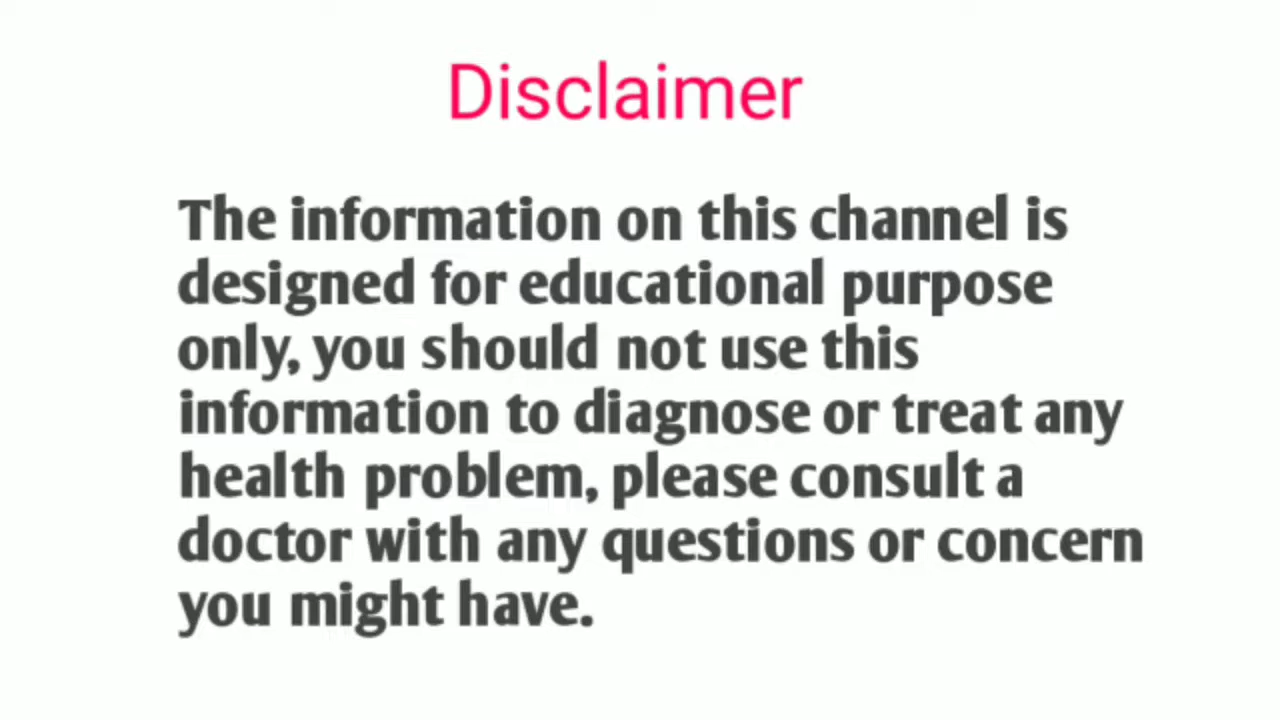 Disclaimer
The information on this channel is
designed for educational purpose
only, you should not use this
information to diagnose or treat any
health problem, please consult a
doctor with any questions or concern
you might have.